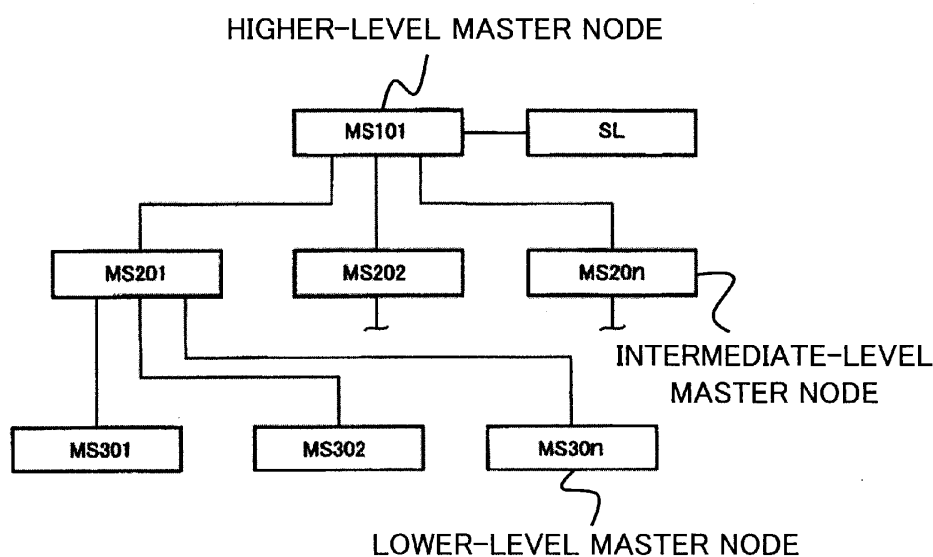 HIGHER-LEVEL MASTER NODE
MS101
SL
MS201
MS202
MS20n
INTERMEDIATE-LEVEL
MASTER NODE
MS301
MS302
MS30n
LOWER-LEVEL MASTER NODE